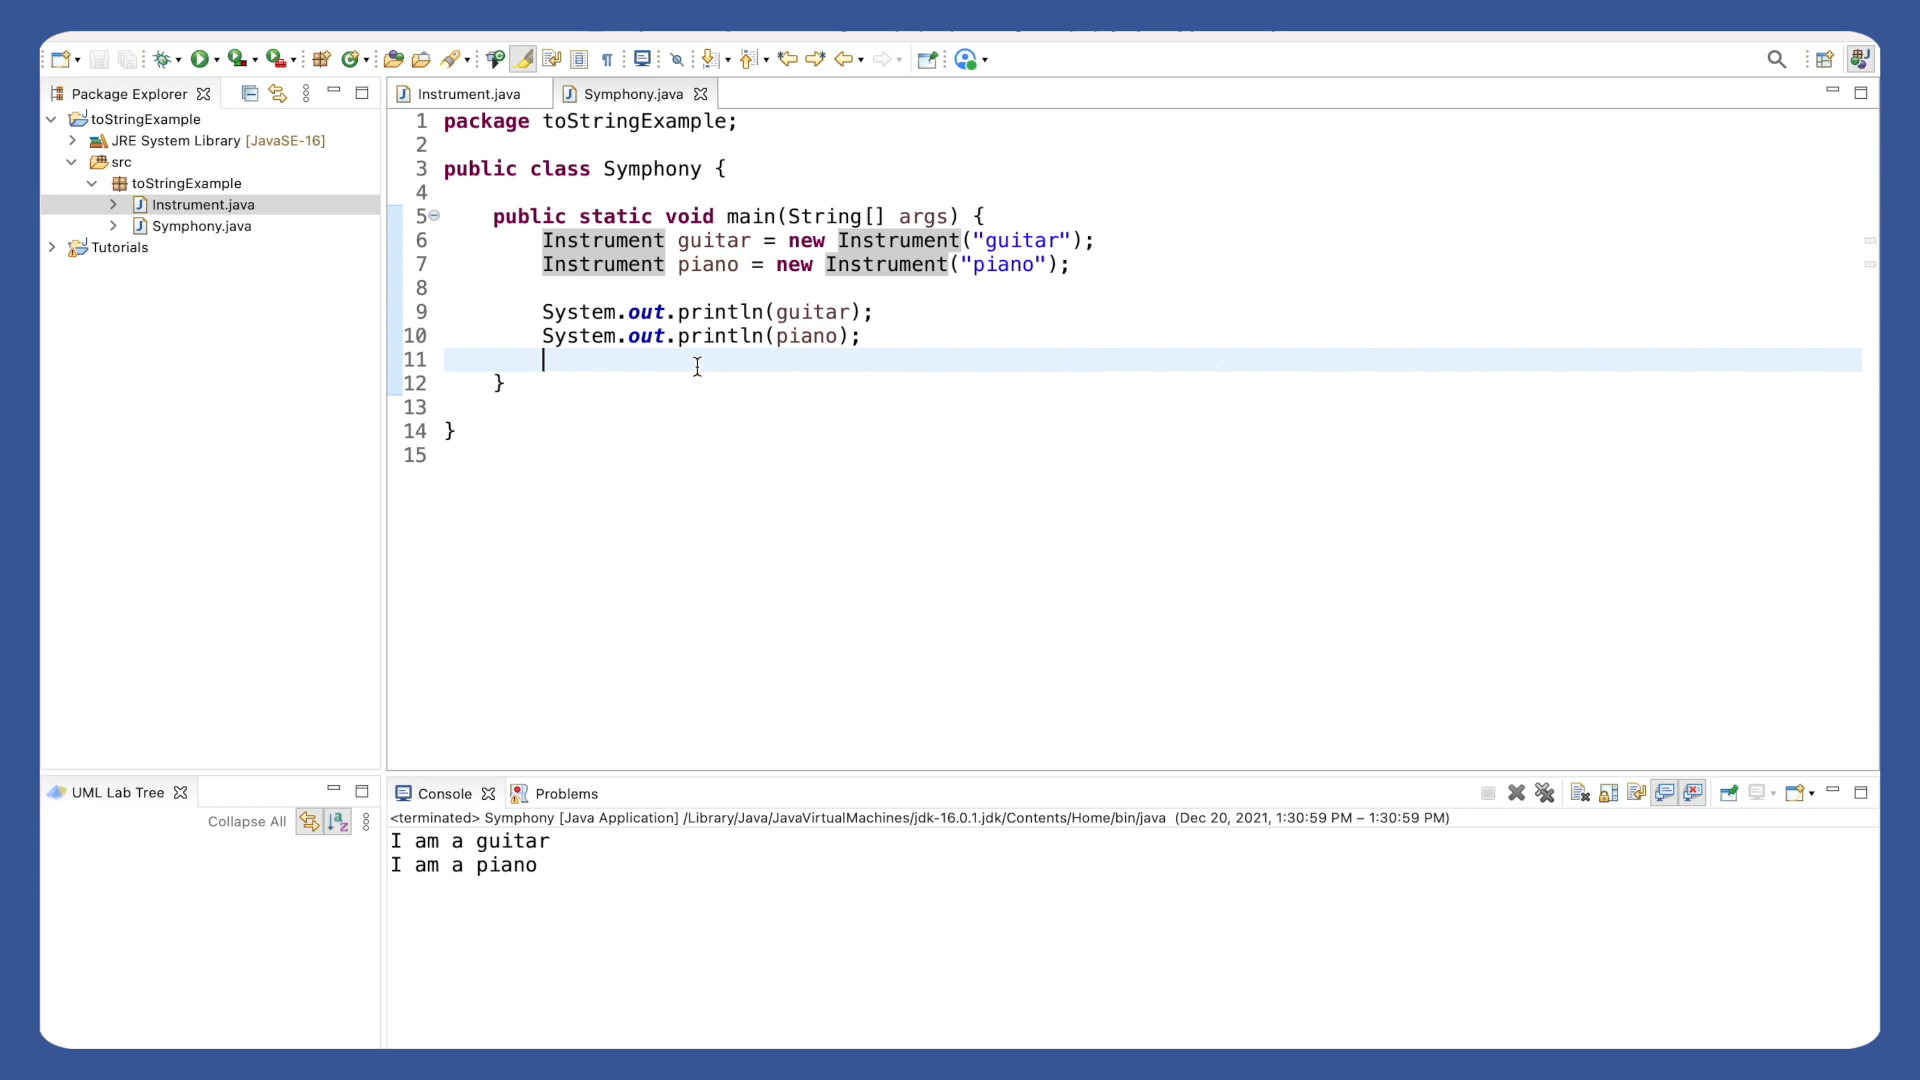 Package Explorer
Instrument.java
Symphony.java
toStringExample
JRE System Library [JavaSE-16]
src
toStringExample
Instrument.java
Symphony.java
Tutorials
1 package toStringExample;
2
3 public class Symphony {
4
5 public static void main(String[] args) {
6 Instrument guitar = new Instrument("guitar");
7 Instrument piano = new Instrument("piano");
8
9 System.out.println(guitar);
10 System.out.println(piano);
11
12 }
13
14 }
15
UML Lab Tree
Collapse All
Console
Problems
<terminated> Symphony [Java Application] /Library/Java/JavaVirtualMachines/jdk-16.0.1.jdk/Contents/Home/bin/java (Dec 20, 2021, 1:30:59 PM – 1:30:59 PM)
I am a guitar
I am a piano